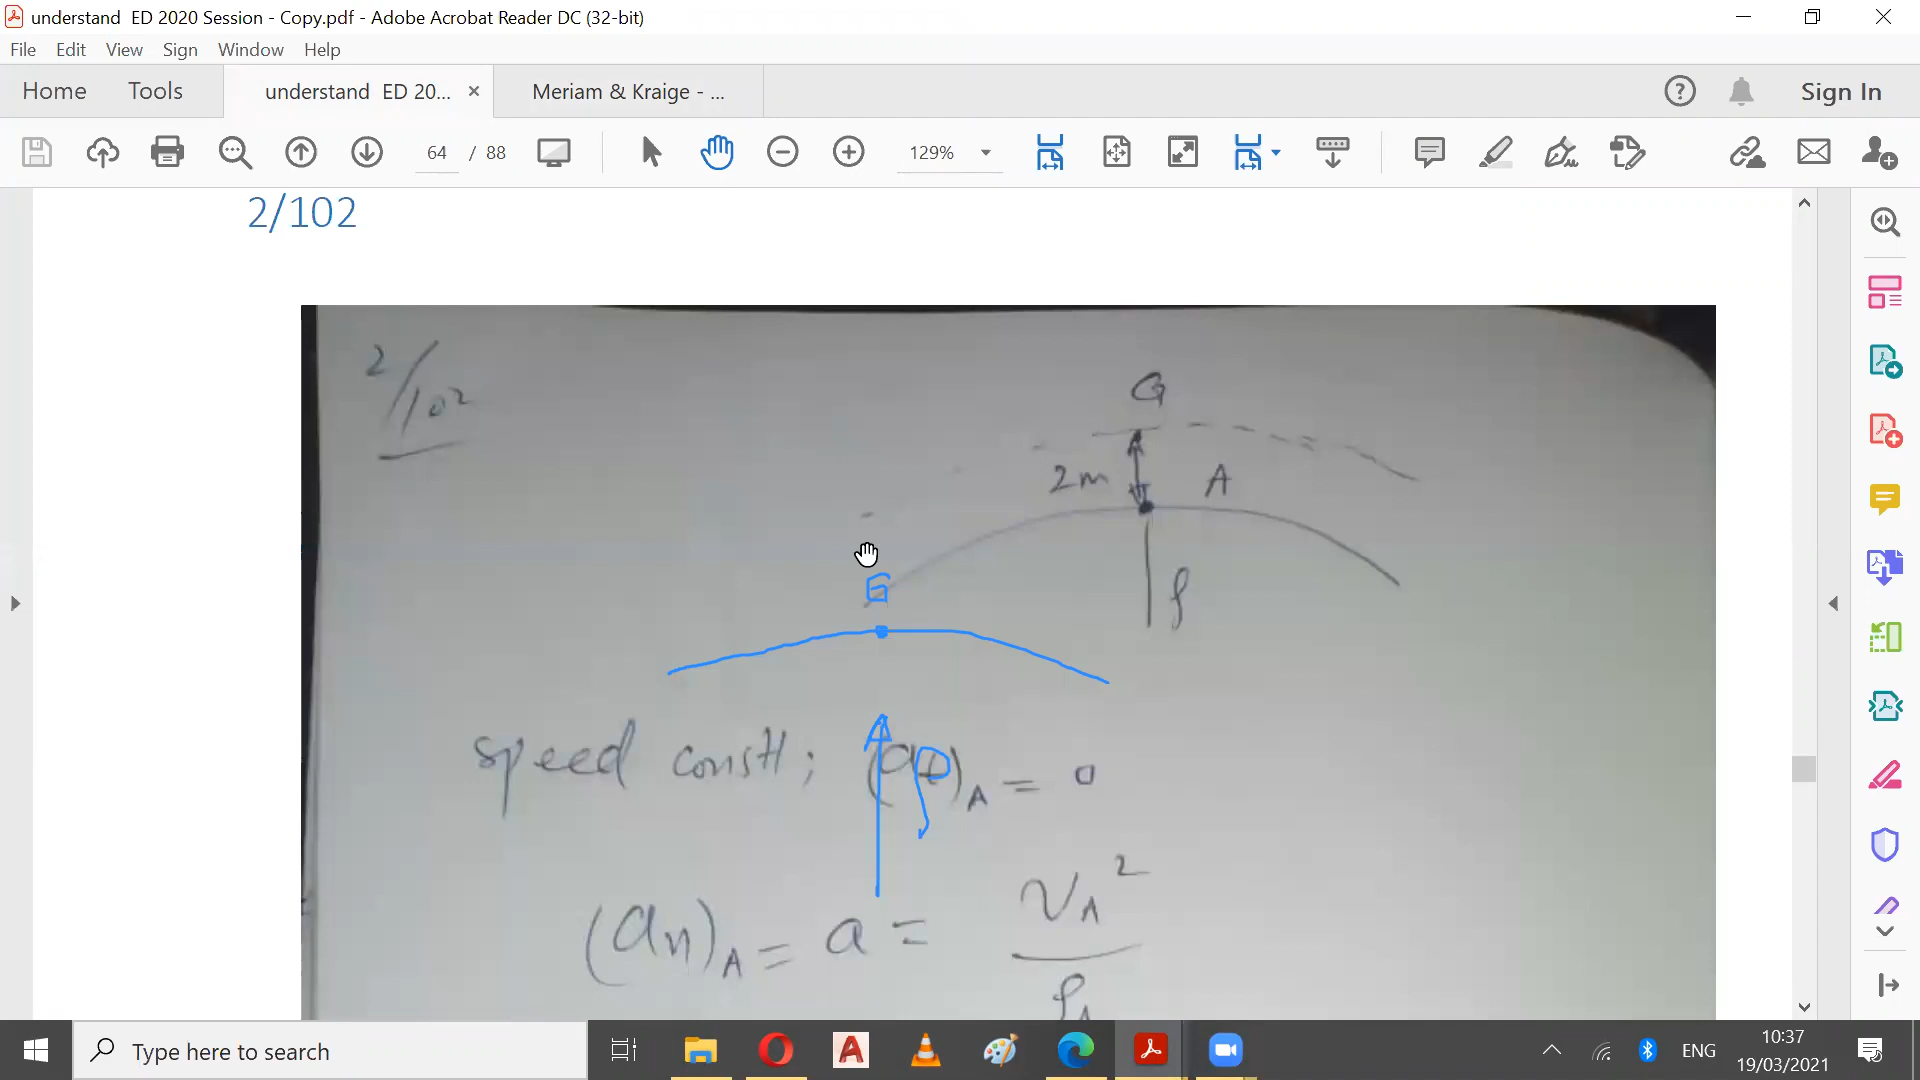 understand ED 2020 Session - Copy.pdf - Adobe Acrobat Reader DC (32-bit)
File Edit View Sign Window Help
Home Tools understand ED 20... × Meriam & Kraige - ... Sign In
64 / 88 129%
2/102
2/102
G
2m A
ρ
G
speed constt; (at)A = 0
(an)A = a = vA²
ρA
Type here to search
ENG
10:37
19/03/2021